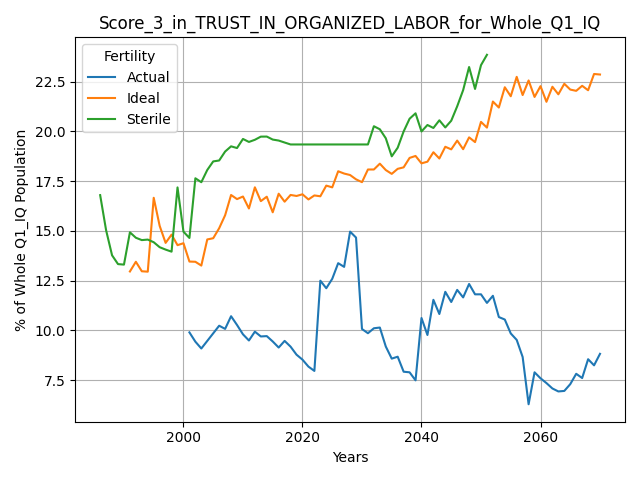 Score_3_in_TRUST_IN_ORGANIZED_LABOR_for_Whole_Q1_IQ
Fertility
Actual
Ideal
Sterile
% of Whole Q1_IQ Population
22.5
20.0
17.5
15.0
12.5
10.0
7.5
2000
2020
2040
2060
Years